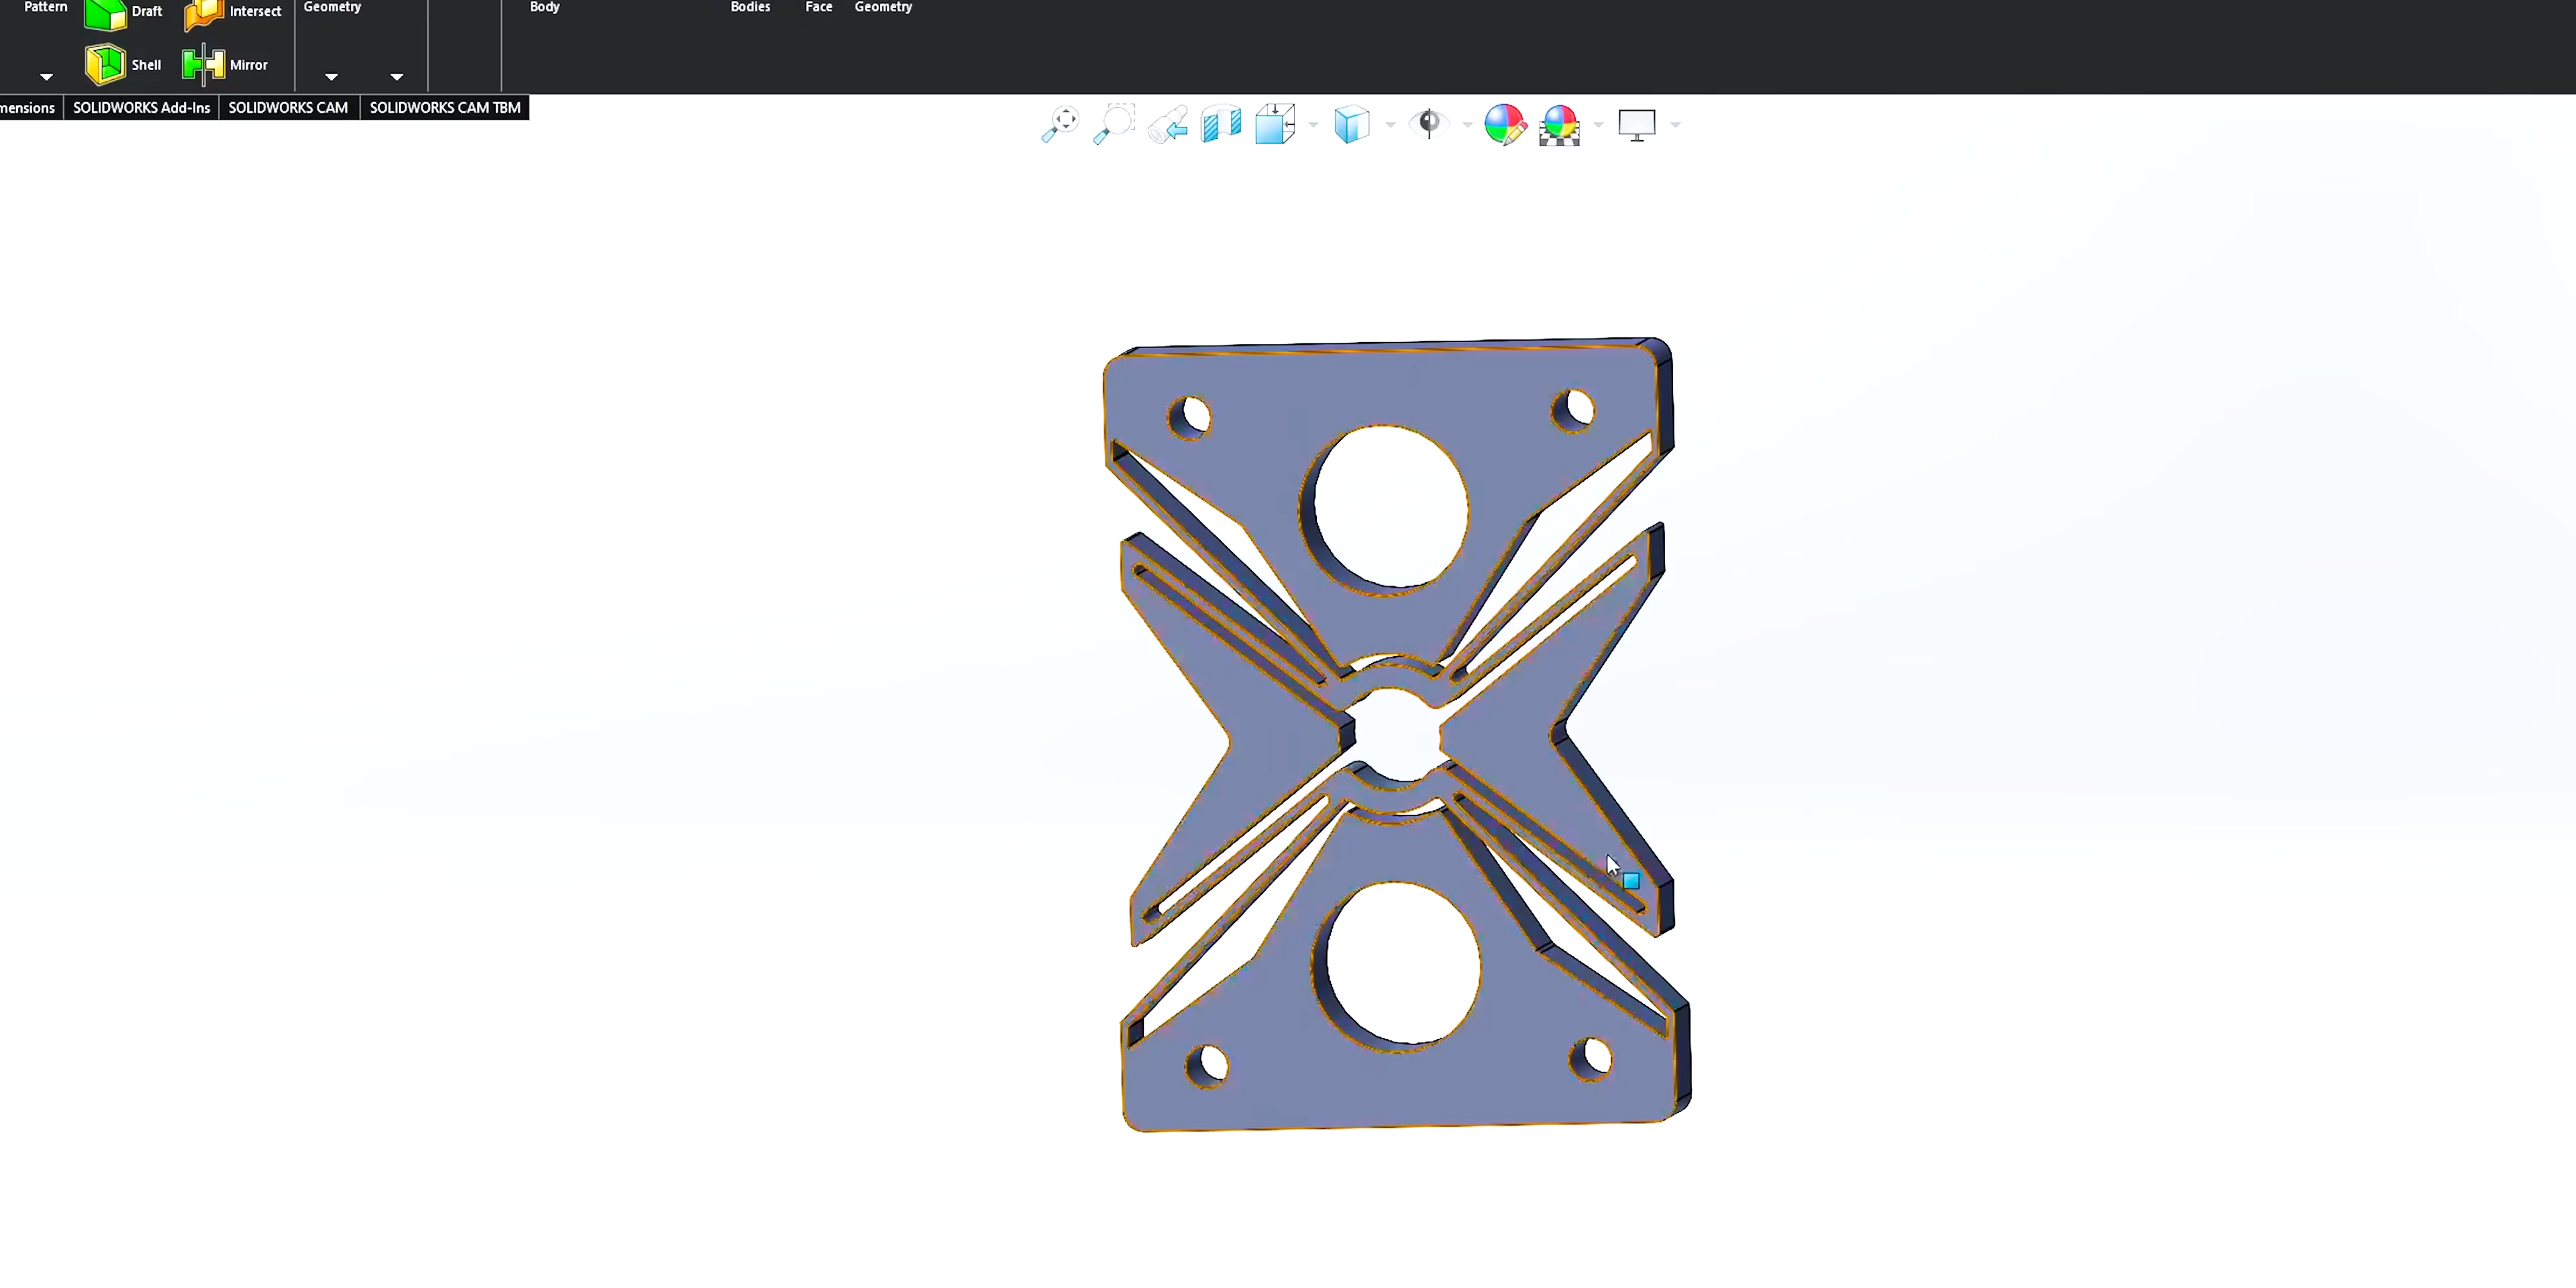 Pattern
Draft
Intersect
Geometry
Body
Bodies
Face
Geometry
Shell
Mirror
mensions
SOLIDWORKS Add-Ins
SOLIDWORKS CAM
SOLIDWORKS CAM TBM